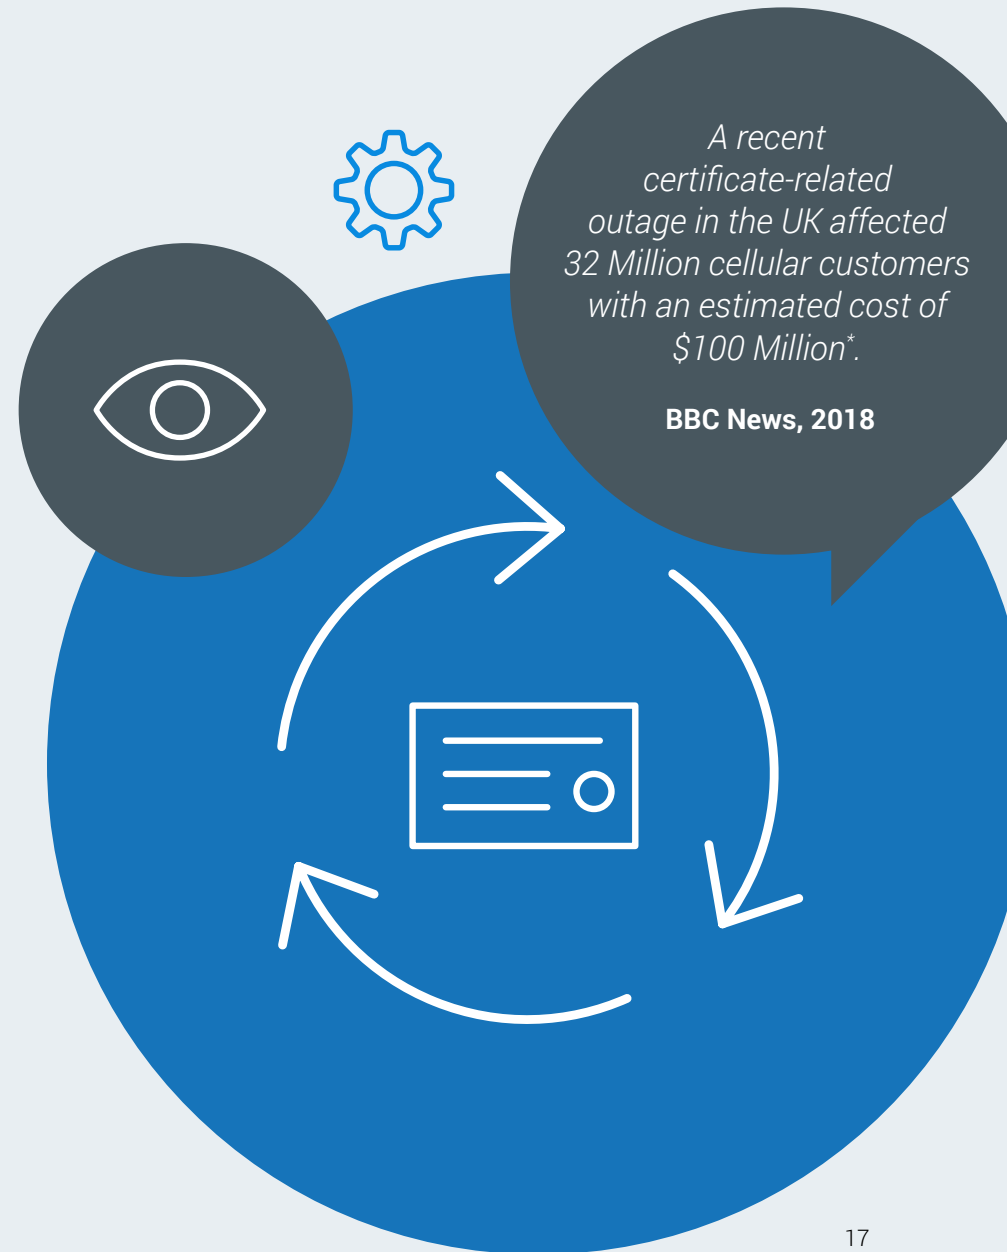 A recent
certificate-related
outage in the UK affected
32 Million cellular customers
with an estimated cost of
$100 Million*.
BBC News, 2018
17